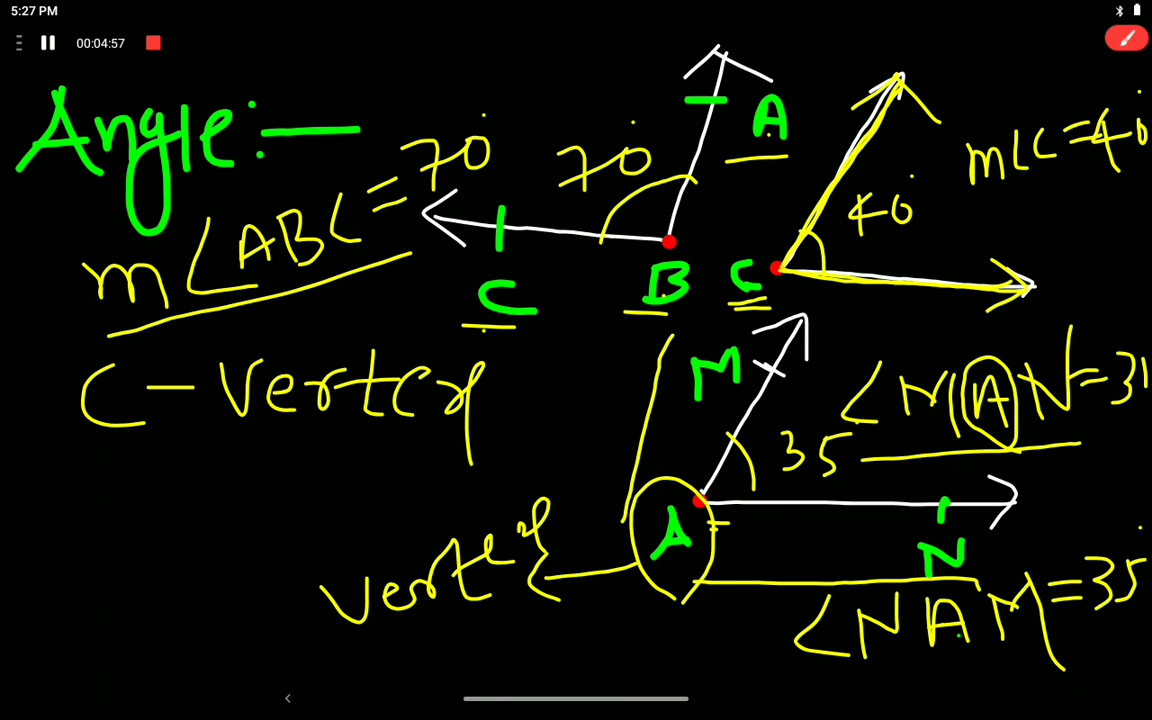 5:27 PM
00:04:57
Angle:—
70°
70°
A
m∠C=40°
40°
m∠ABC=70°
C
B
C
C - Vertex
M
∠MAN=35
35
A
N
vertex
∠NAM=35°